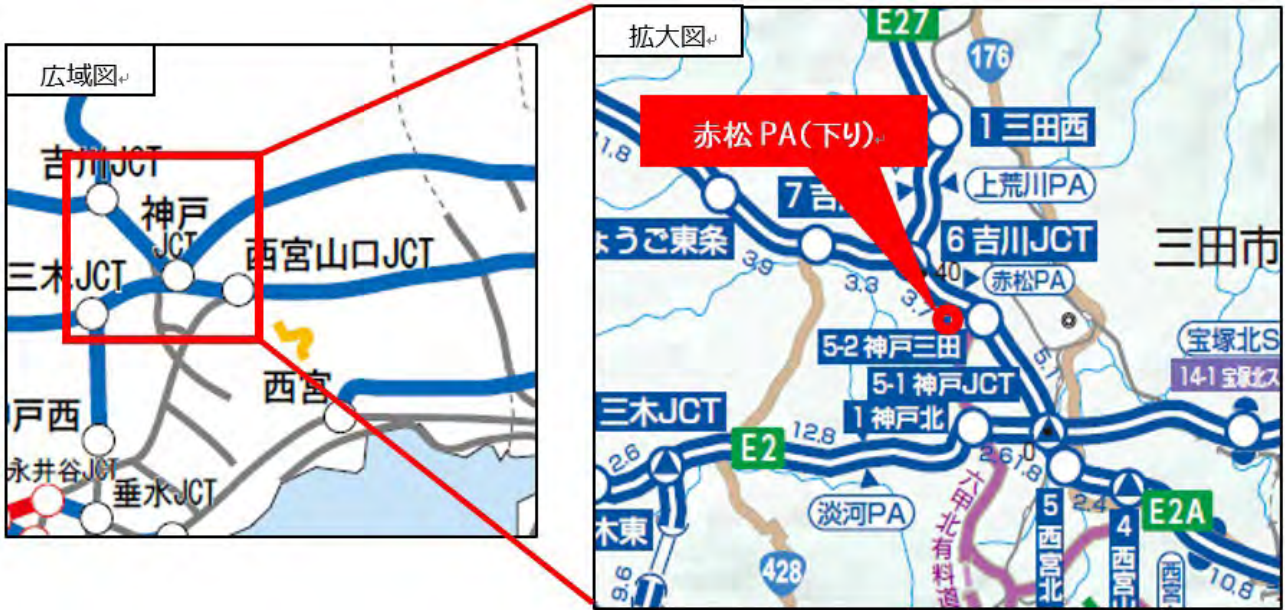 広域図
吉川JCT
神戸
JCT
西宮山口JCT
三木JCT
西宮
戸西
永井谷JCT
垂水JCT
拡大図
E27
176
赤松 PA(下り)
1 三田西
上荒川PA
1.8
7 吉
ょうご東条
6 吉川JCT
三田市
40
赤松PA
3.9
3.3
3.7
5-2 神戸三田
5.1
宝塚北S
14-1 宝塚北ス
5-1 神戸JCT
1 神戸北
三木JCT
E2
12.8
2.6
0
2.6
1.8
淡河PA
六甲北有料道
5 西宮北
2.4
4 西宮山
E2A
木東
9.6
428
西宮
10.8